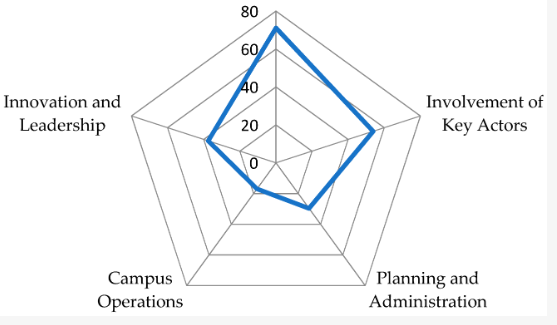 80
60
40
20
0
Innovation and
Leadership
Involvement of
Key Actors
Campus
Operations
Planning and
Administration